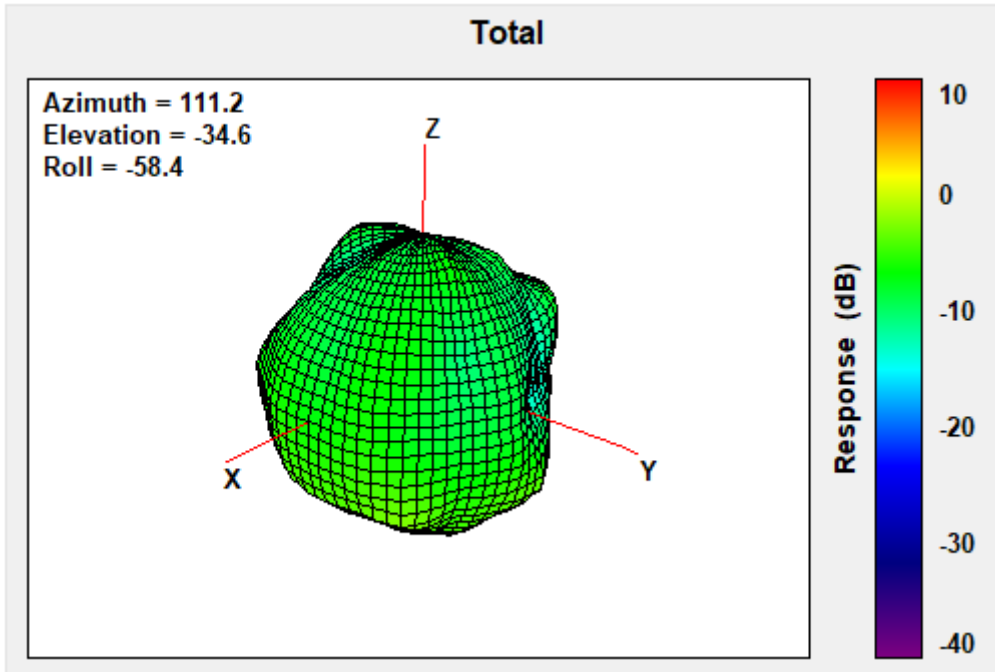 Total
Azimuth = 111.2
Elevation = -34.6
Roll = -58.4
Z
X
Y
10
0
-10
-20
-30
-40
Response (dB)